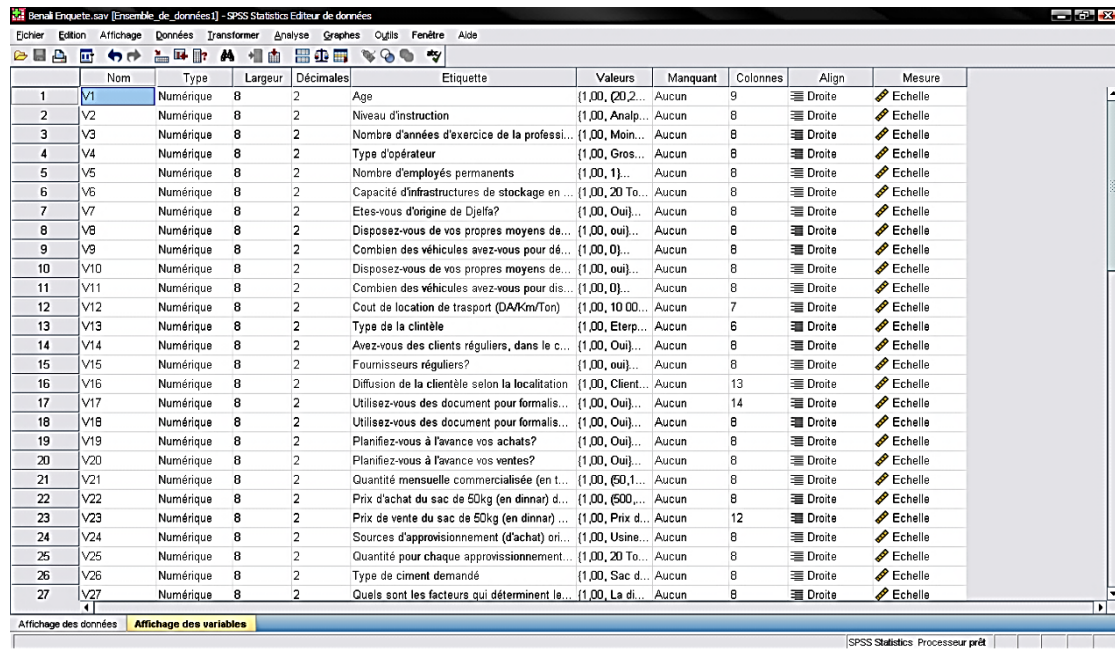 Benali Enquete.sav [Ensemble_de_données1] - SPSS Statistics Editeur de données
Fichier Edition Affichage Données Transformer Analyse Graphes Outils Fenêtre Aide
Nom Type Largeur Décimales Etiquette Valeurs Manquant Colonnes Align Mesure
1 V1 Numérique 8 2 Age {1,00, (20,2... Aucun 9 Droite Echelle
2 V2 Numérique 8 2 Niveau d'instruction {1,00, Analp... Aucun 8 Droite Echelle
3 V3 Numérique 8 2 Nombre d'années d'exercice de la professi... {1,00, Moin... Aucun 8 Droite Echelle
4 V4 Numérique 8 2 Type d'opérateur {1,00, Gros... Aucun 8 Droite Echelle
5 V5 Numérique 8 2 Nombre d'employés permanents {1,00, 1}... Aucun 8 Droite Echelle
6 V6 Numérique 8 2 Capacité d'infrastructures de stockage en ... {1,00, 20 To... Aucun 8 Droite Echelle
7 V7 Numérique 8 2 Etes-vous d'origine de Djelfa? {1,00, Oui}... Aucun 8 Droite Echelle
8 V8 Numérique 8 2 Disposez-vous de vos propres moyens de... {1,00, oui}... Aucun 8 Droite Echelle
9 V9 Numérique 8 2 Combien des véhicules avez-vous pour dé... {1,00, 0}... Aucun 8 Droite Echelle
10 V10 Numérique 8 2 Disposez-vous de vos propres moyens de... {1,00, oui}... Aucun 8 Droite Echelle
11 V11 Numérique 8 2 Combien des véhicules avez-vous pour dis... {1,00, 0}... Aucun 8 Droite Echelle
12 V12 Numérique 8 2 Cout de location de trasport (DA/Km/Ton) {1,00, 10 00... Aucun 7 Droite Echelle
13 V13 Numérique 8 2 Type de la clintèle {1,00, Eterp... Aucun 6 Droite Echelle
14 V14 Numérique 8 2 Avez-vous des clients réguliers, dans le c... {1,00, Oui}... Aucun 8 Droite Echelle
15 V15 Numérique 8 2 Fournisseurs réguliers? {1,00, oui}... Aucun 8 Droite Echelle
16 V16 Numérique 8 2 Diffusion de la clientèle selon la localitation {1,00, Client... Aucun 13 Droite Echelle
17 V17 Numérique 8 2 Utilisez-vous des document pour formalis... {1,00, Oui}... Aucun 14 Droite Echelle
18 V18 Numérique 8 2 Utilisez-vous des document pour formalis... {1,00, Oui}... Aucun 8 Droite Echelle
19 V19 Numérique 8 2 Planifiez-vous à l'avance vos achats? {1,00, Oui}... Aucun 8 Droite Echelle
20 V20 Numérique 8 2 Planifiez-vous à l'avance vos ventes? {1,00, Oui}... Aucun 8 Droite Echelle
21 V21 Numérique 8 2 Quantité mensuelle commercialisée (en t... {1,00, (50,1... Aucun 8 Droite Echelle
22 V22 Numérique 8 2 Prix d'achat du sac de 50kg (en dinnar) d... {1,00, (500,... Aucun 8 Droite Echelle
23 V23 Numérique 8 2 Prix de vente du sac de 50kg (en dinnar) ... {1,00, Prix d... Aucun 12 Droite Echelle
24 V24 Numérique 8 2 Sources d'approvisionnement (d'achat) ori... {1,00, Usine... Aucun 8 Droite Echelle
25 V25 Numérique 8 2 Quantité pour chaque approvissionnement... {1,00, 20 To... Aucun 8 Droite Echelle
26 V26 Numérique 8 2 Type de ciment demandé {1,00, Sac d... Aucun 8 Droite Echelle
27 V27 Numérique 8 2 Quels sont les facteurs qui déterminent le... {1,00, La di... Aucun 8 Droite Echelle
Affichage des données Affichage des variables
SPSS Statistics Processeur prêt